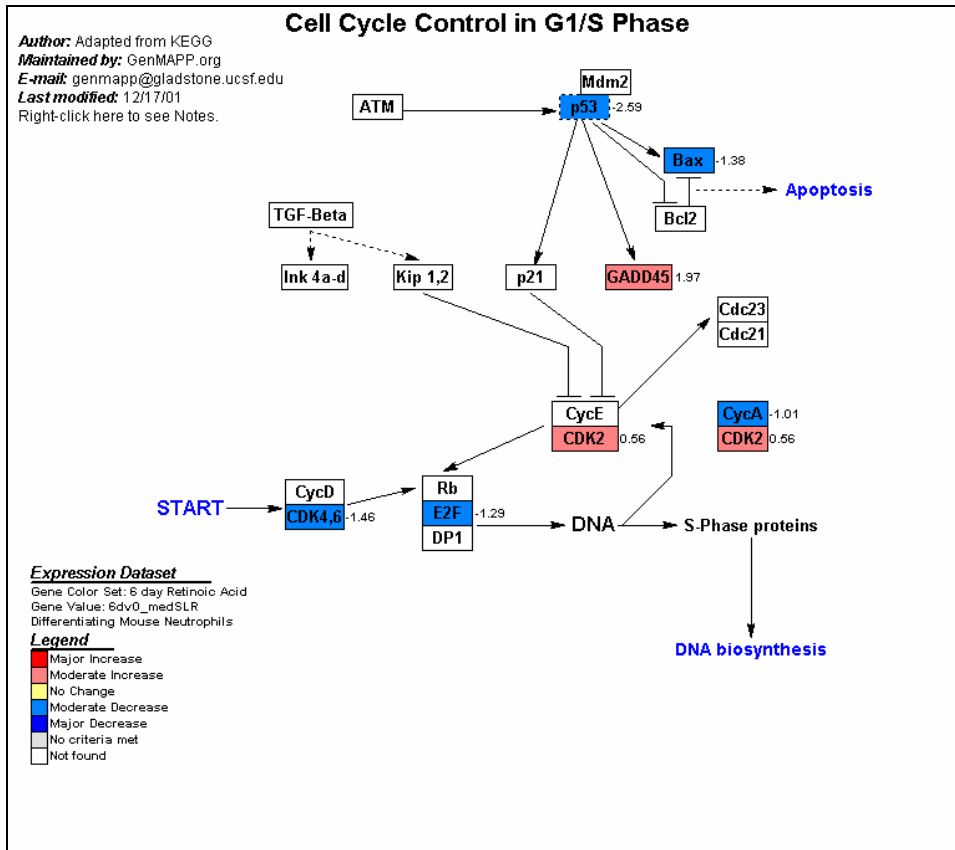 Cell Cycle Control in G1/S Phase
Author: Adapted from KEGG
Maintained by: GenMAPP.org
E-mail: genmapp@gladstone.ucsf.edu
Last modified: 12/17/01
Right-click here to see Notes.
Mdm2
ATM
p53 -2.59
Bax -1.38
Apoptosis
Bcl2
TGF-Beta
Ink 4a-d
Kip 1,2
p21
GADD45 1.97
Cdc23
Cdc21
CycE
CDK2 0.56
CycA -1.01
CDK2 0.56
START
CycD
CDK4,6 -1.46
Rb
E2F -1.29
DP1
DNA
S-Phase proteins
DNA biosynthesis
Expression Dataset
Gene Color Set: 6 day Retinoic Acid
Gene Value: 6dv0_medSLR
Differentiating Mouse Neutrophils
Legend
Major Increase
Moderate Increase
No Change
Moderate Decrease
Major Decrease
No criteria met
Not found